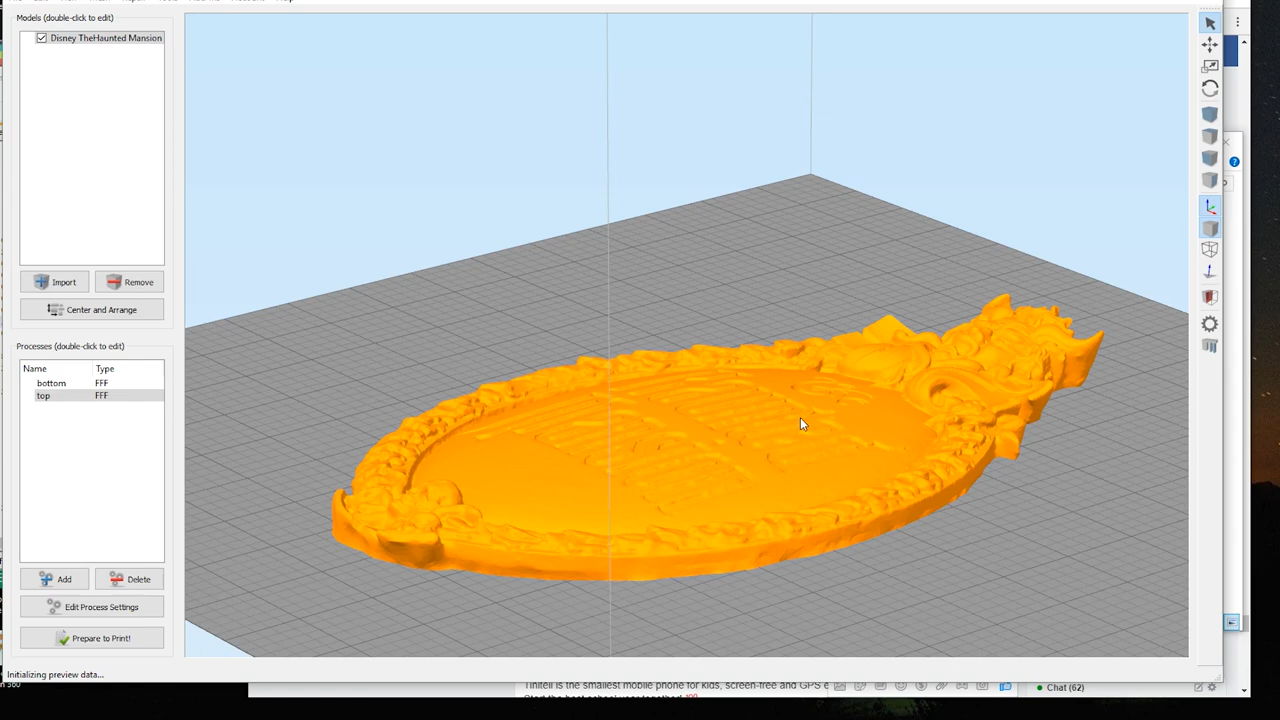 Models (double-click to edit)
Disney TheHaunted Mansion
Import
Remove
Center and Arrange
Processes (double-click to edit)
Name Type
bottom FFF
top FFF
Add
Delete
Edit Process Settings
Prepare to Print!
Initializing preview data...
Tinitell is the smallest mobile phone for kids, screen-free and GPS e
Chat (62)